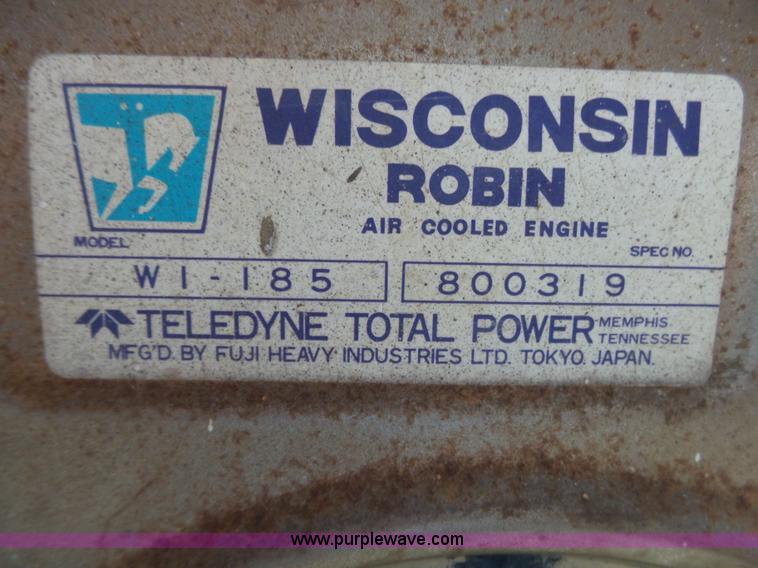 WISCONSIN
ROBIN
AIR COOLED ENGINE
MODEL SPEC NO.
W1-185 800319
TELEDYNE TOTAL POWER MEMPHIS TENNESSEE
MFG'D. BY FUJI HEAVY INDUSTRIES LTD. TOKYO. JAPAN.
www.purplewave.com